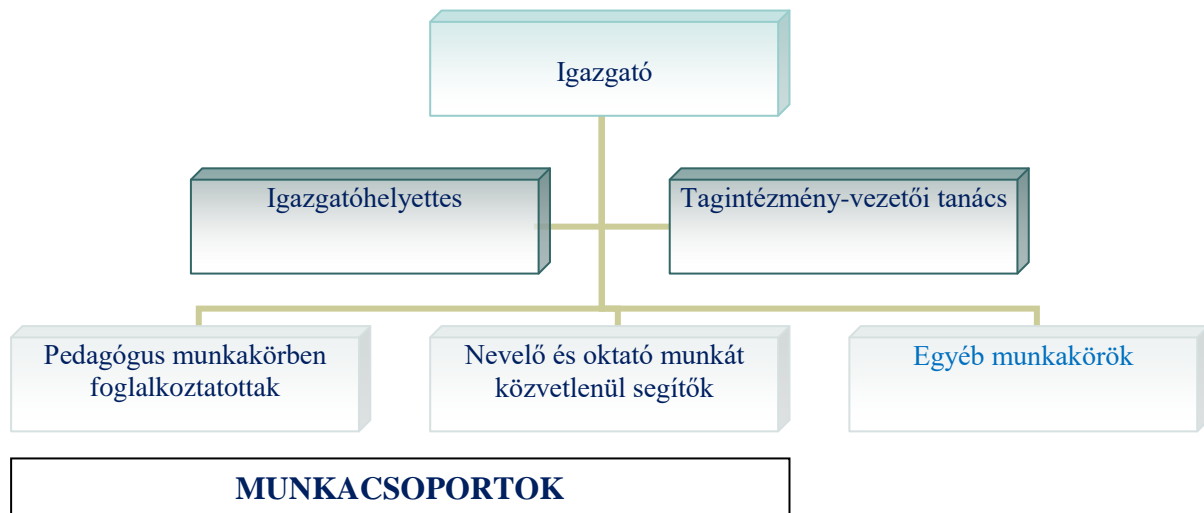 Igazgató
Igazgatóhelyettes
Tagintézmény-vezetői tanács
Pedagógus munkakörben
foglalkoztatottak
Nevelő és oktató munkát
közvetlenül segítők
Egyéb munkakörök
MUNKACSOPORTOK